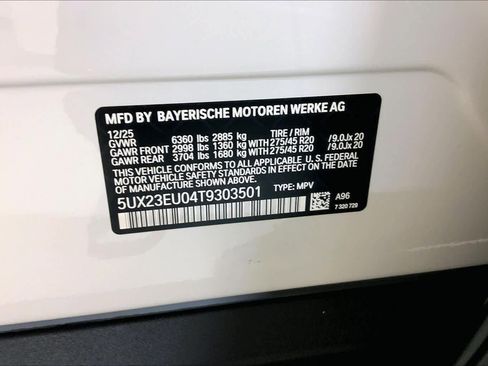 MFD BY BAYERISCHE MOTOREN WERKE AG
12/25
GVWR 6360 lbs 2885 kg TIRE / RIM
GAWR FRONT 2998 lbs 1360 kg WITH 275/45 R20 / 9.0Jx 20
GAWR REAR 3704 lbs 1680 kg WITH 275/45 R20 / 9.0Jx 20
THIS VEHICLE CONFORMS TO ALL APPLICABLE U. S. FEDERAL
MOTOR VEHICLE SAFETY STANDARDS IN EFFECT
ON THE DATE OF MANUFACTURE SHOWN ABOVE.
5UX23EU04T9303501 TYPE: MPV
A96
7 320 729